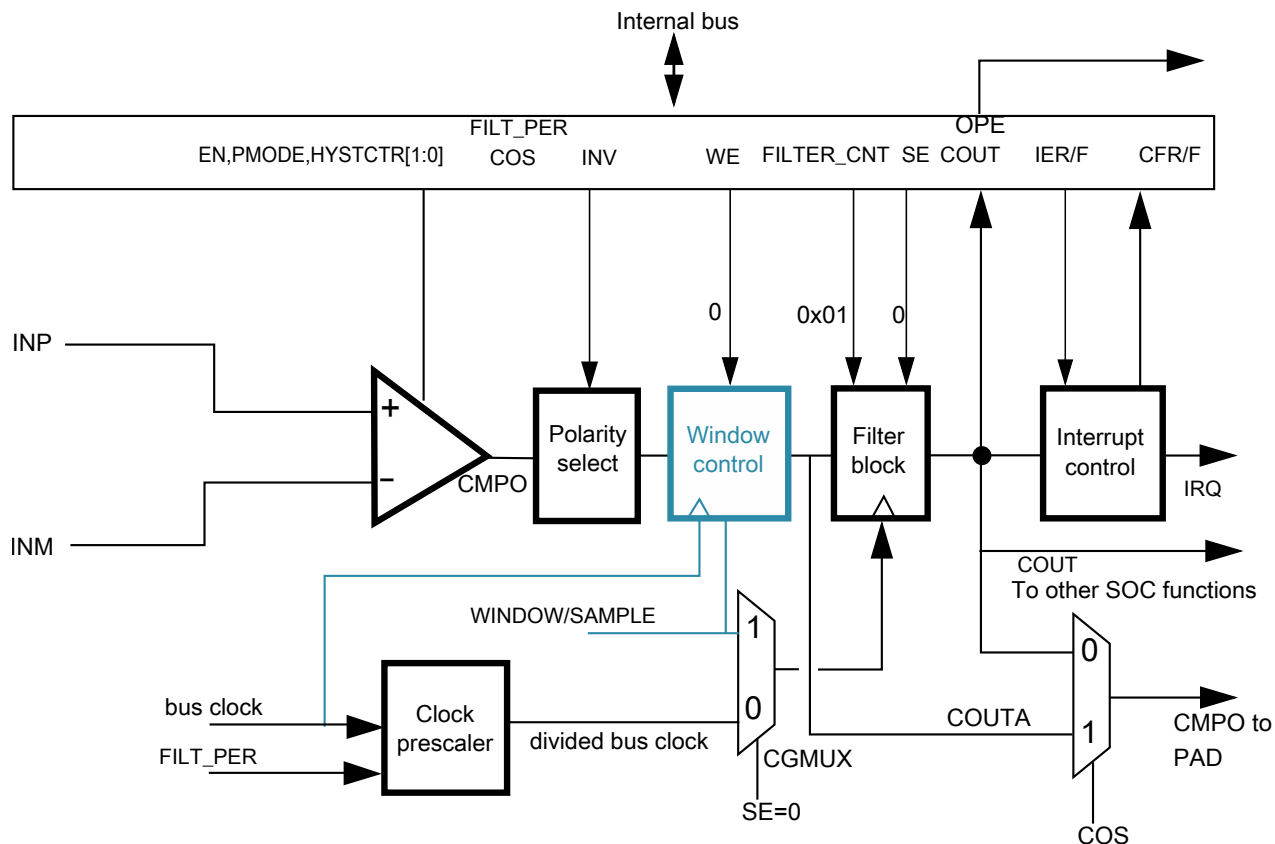 Internal bus
FILT_PER
OPE
EN,PMODE,HYSTCTR[1:0]
COS
INV
WE
FILTER_CNT
SE
COUT
IER/F
CFR/F
0
0x01
0
INP
+
Polarity
select
Window
control
Filter
block
Interrupt
control
−
CMPO
IRQ
INM
COUT
To other SOC functions
WINDOW/SAMPLE
1
0
bus clock
Clock
prescaler
0
divided bus clock
COUTA
1
CMPO to
PAD
FILT_PER
CGMUX
SE=0
COS